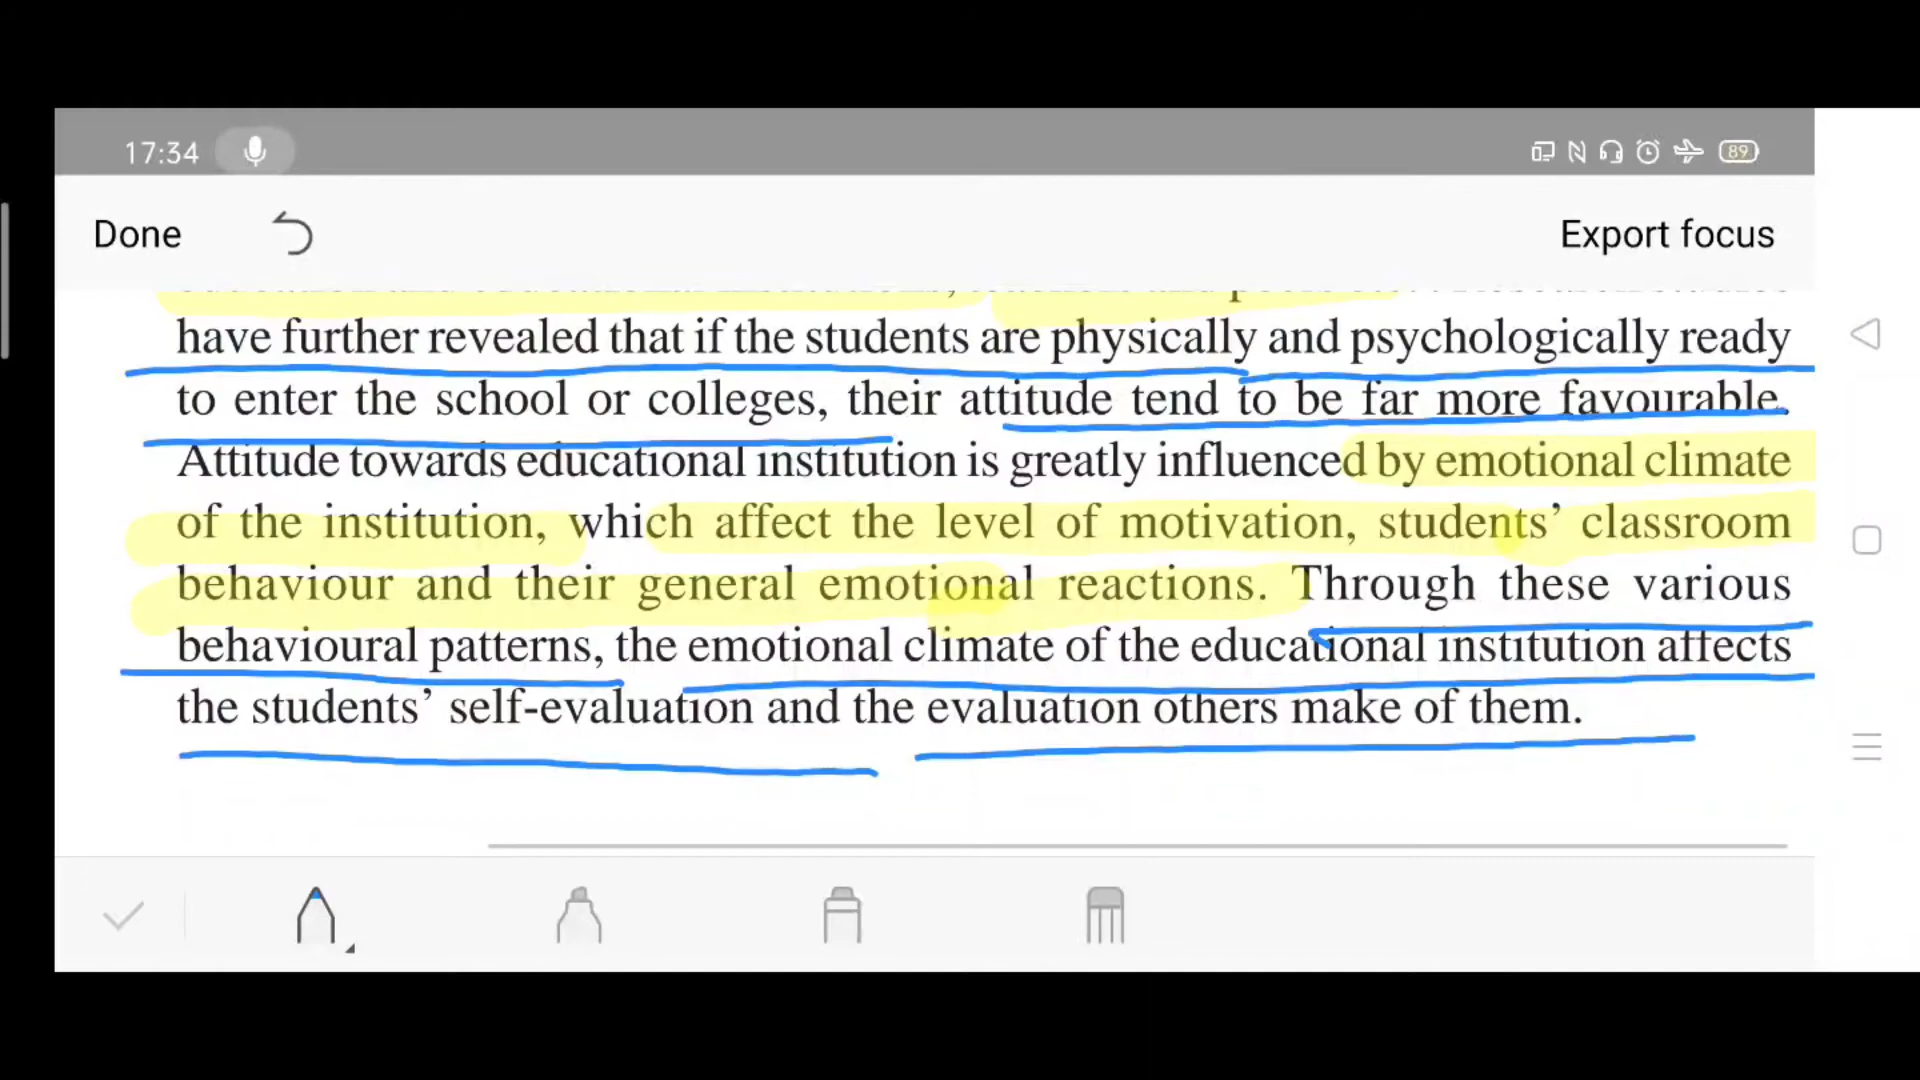 17:34
89
Done
Export focus
have further revealed that if the students are physically and psychologically ready
to enter the school or colleges, their attitude tend to be far more favourable.
Attitude towards educational institution is greatly influenced by emotional climate
of the institution, which affect the level of motivation, students’ classroom
behaviour and their general emotional reactions. Through these various
behavioural patterns, the emotional climate of the educational institution affects
the students’ self-evaluation and the evaluation others make of them.